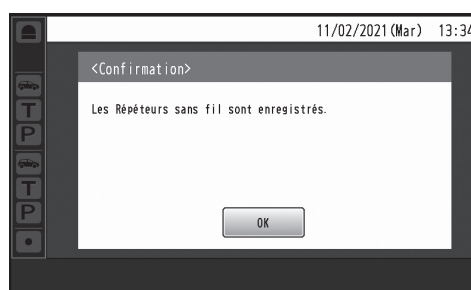 11/02/2021(Mar) 13:34
<Confirmation>
Les Répéteurs sans fil sont enregistrés.
T
P
T
P
OK